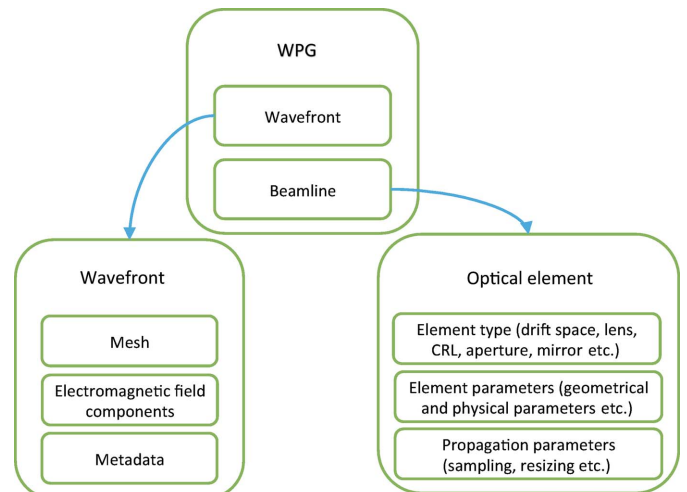 WPG
Wavefront
Beamline
Wavefront
Mesh
Electromagnetic field
components
Metadata
Optical element
Element type (drift space, lens,
CRL, aperture, mirror etc.)
Element parameters (geometrical
and physical parameters etc.)
Propagation parameters
(sampling, resizing etc.)